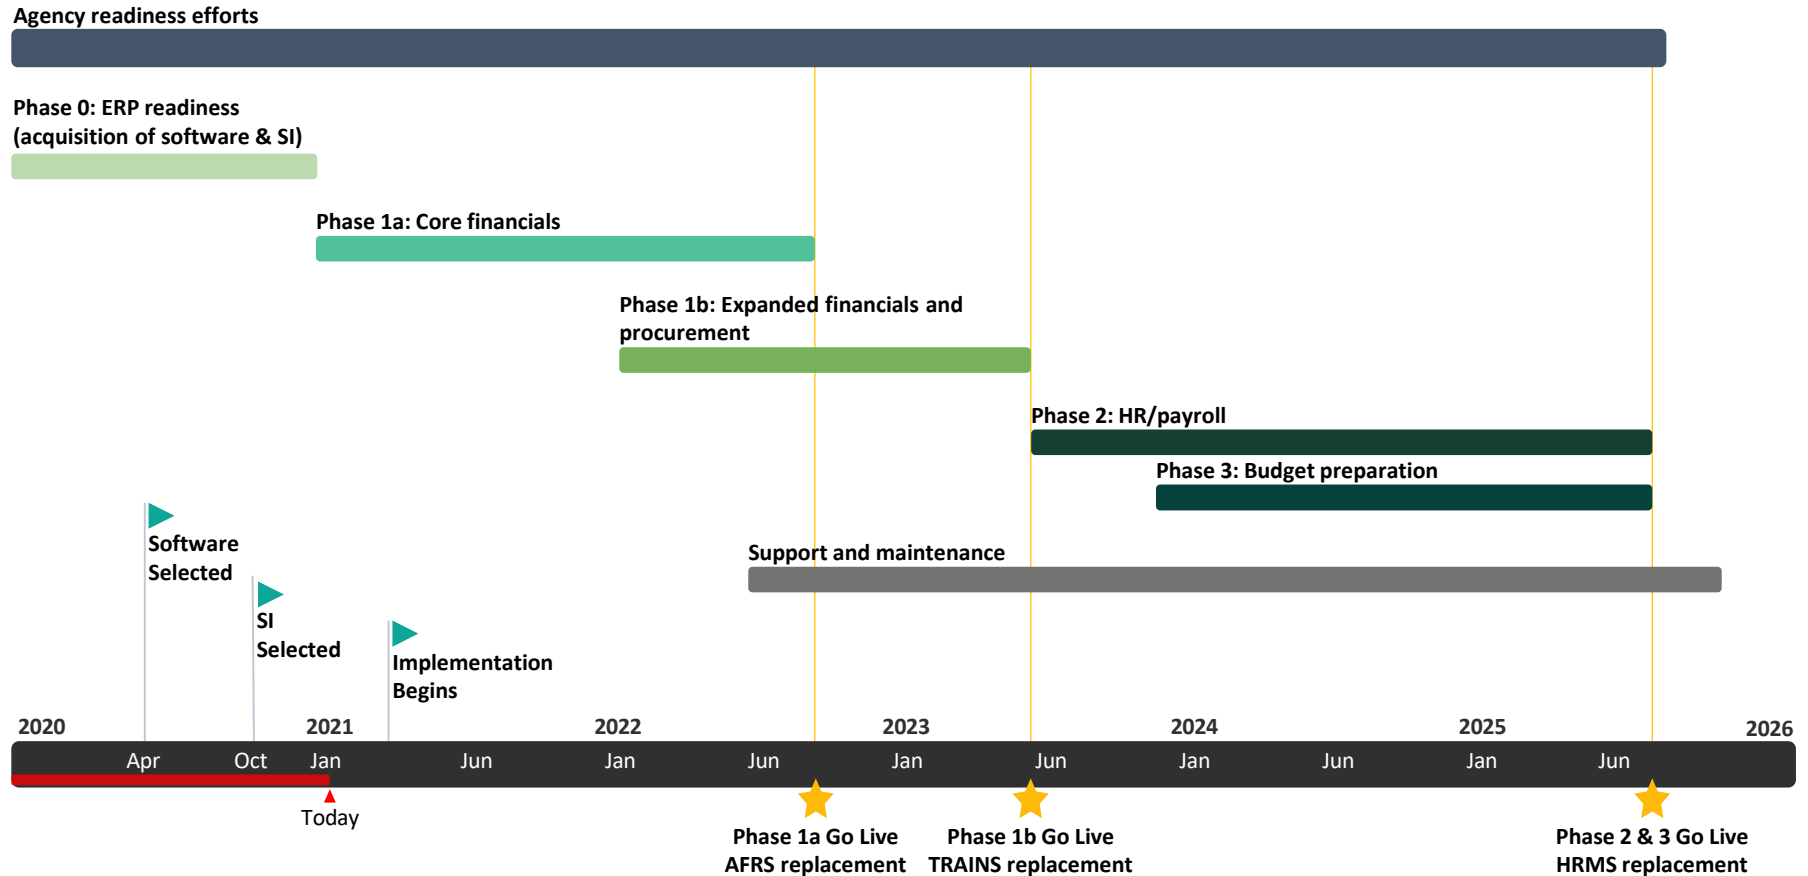 Agency readiness efforts
Phase 0: ERP readiness
(acquisition of software & SI)
Phase 1a: Core financials
Phase 1b: Expanded financials and
procurement
Phase 2: HR/payroll
Phase 3: Budget preparation
Support and maintenance
Software
Selected
SI
Selected
Implementation
Begins
2020 2021 2022 2023 2024 2025 2026
Apr Oct Jan Jun Jan Jun Jan Jun Jan Jun Jan Jun
Today
Phase 1a Go Live
AFRS replacement
Phase 1b Go Live
TRAINS replacement
Phase 2 & 3 Go Live
HRMS replacement